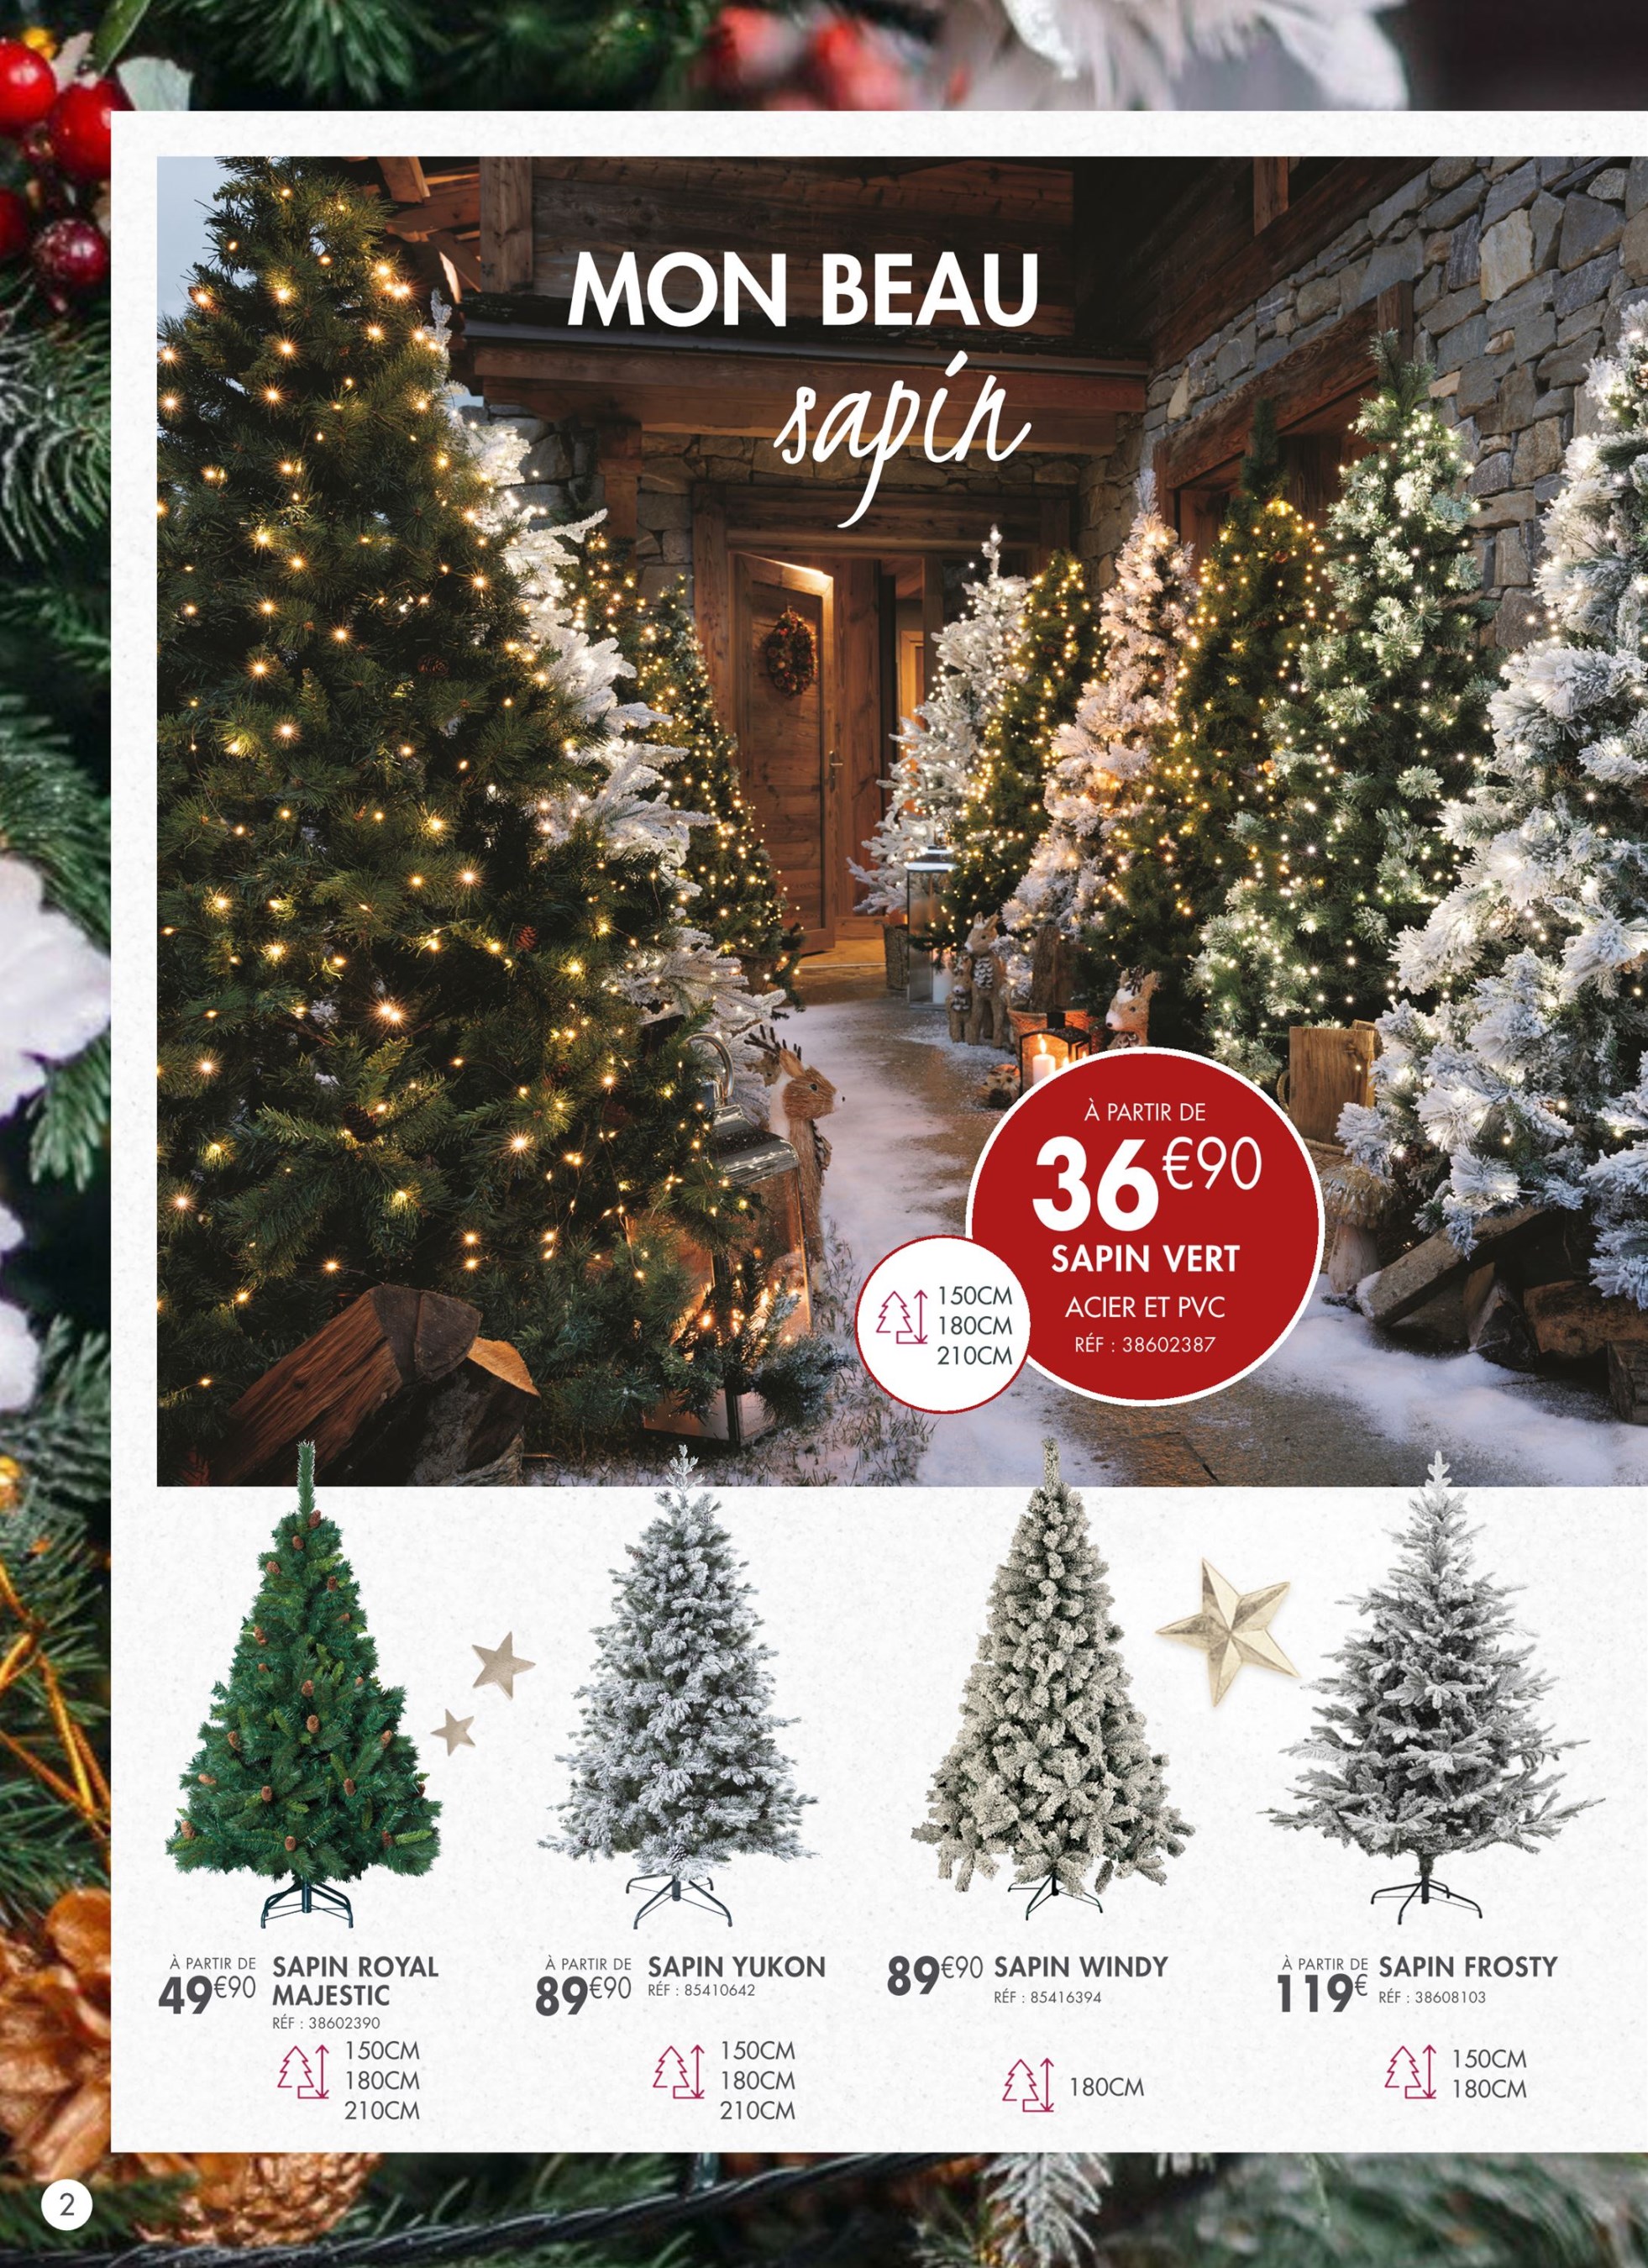 MON BEAU
sapin
À PARTIR DE
36€90
SAPIN VERT
ACIER ET PVC
RÉF : 38602387
150CM
180CM
210CM
À PARTIR DE
49€90
SAPIN ROYAL
MAJESTIC
RÉF : 38602390
150CM
180CM
210CM
À PARTIR DE
89€90
SAPIN YUKON
RÉF : 85410642
150CM
180CM
210CM
89€90
SAPIN WINDY
RÉF : 85416394
180CM
À PARTIR DE
119€
SAPIN FROSTY
RÉF : 38608103
150CM
180CM
2